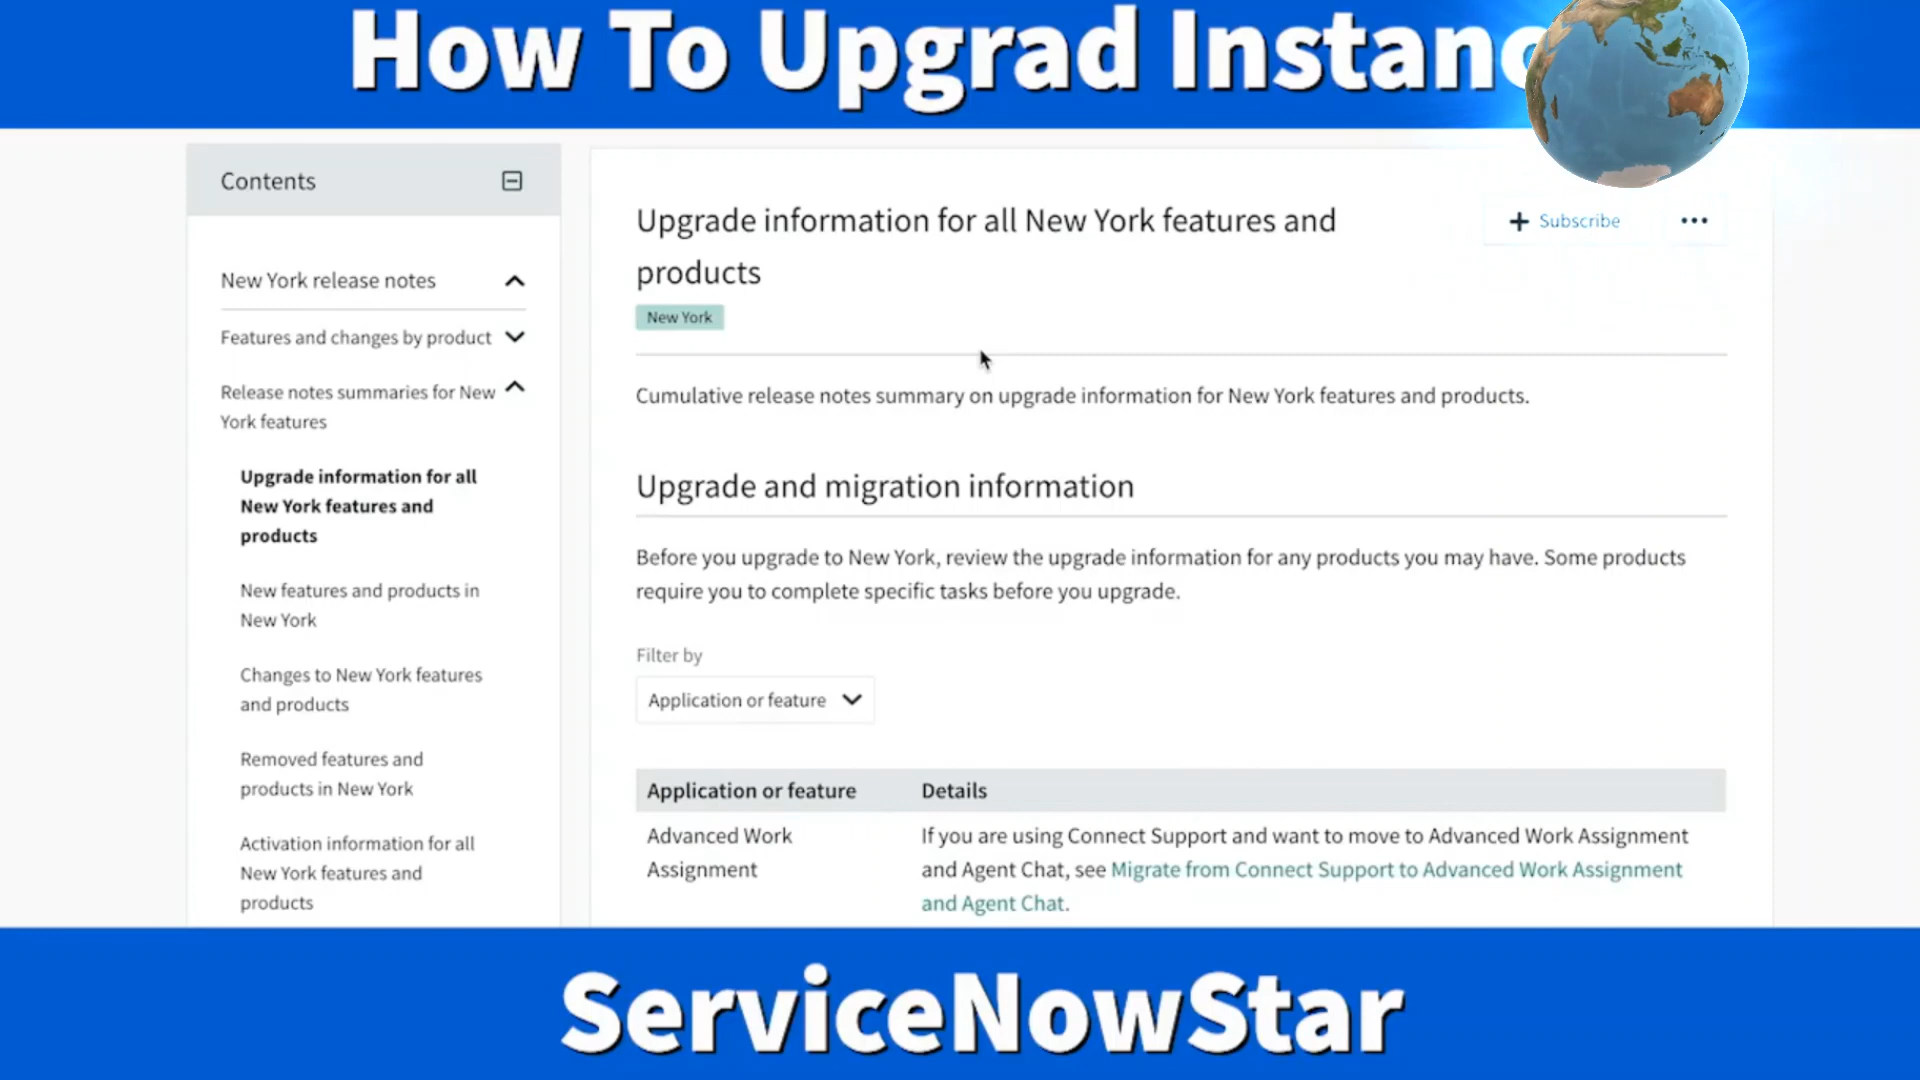 How To Upgrad Instanc
Contents
New York release notes
Features and changes by product
Release notes summaries for New
York features
Upgrade information for all
New York features and
products
New features and products in
New York
Changes to New York features
and products
Removed features and
products in New York
Activation information for all
New York features and
products
Upgrade information for all New York features and
products
Subscribe
New York
Cumulative release notes summary on upgrade information for New York features and products.
Upgrade and migration information
Before you upgrade to New York, review the upgrade information for any products you may have. Some products
require you to complete specific tasks before you upgrade.
Filter by
Application or feature
Application or feature Details
Advanced Work
Assignment
If you are using Connect Support and want to move to Advanced Work Assignment
and Agent Chat, see Migrate from Connect Support to Advanced Work Assignment
and Agent Chat.
ServiceNowStar